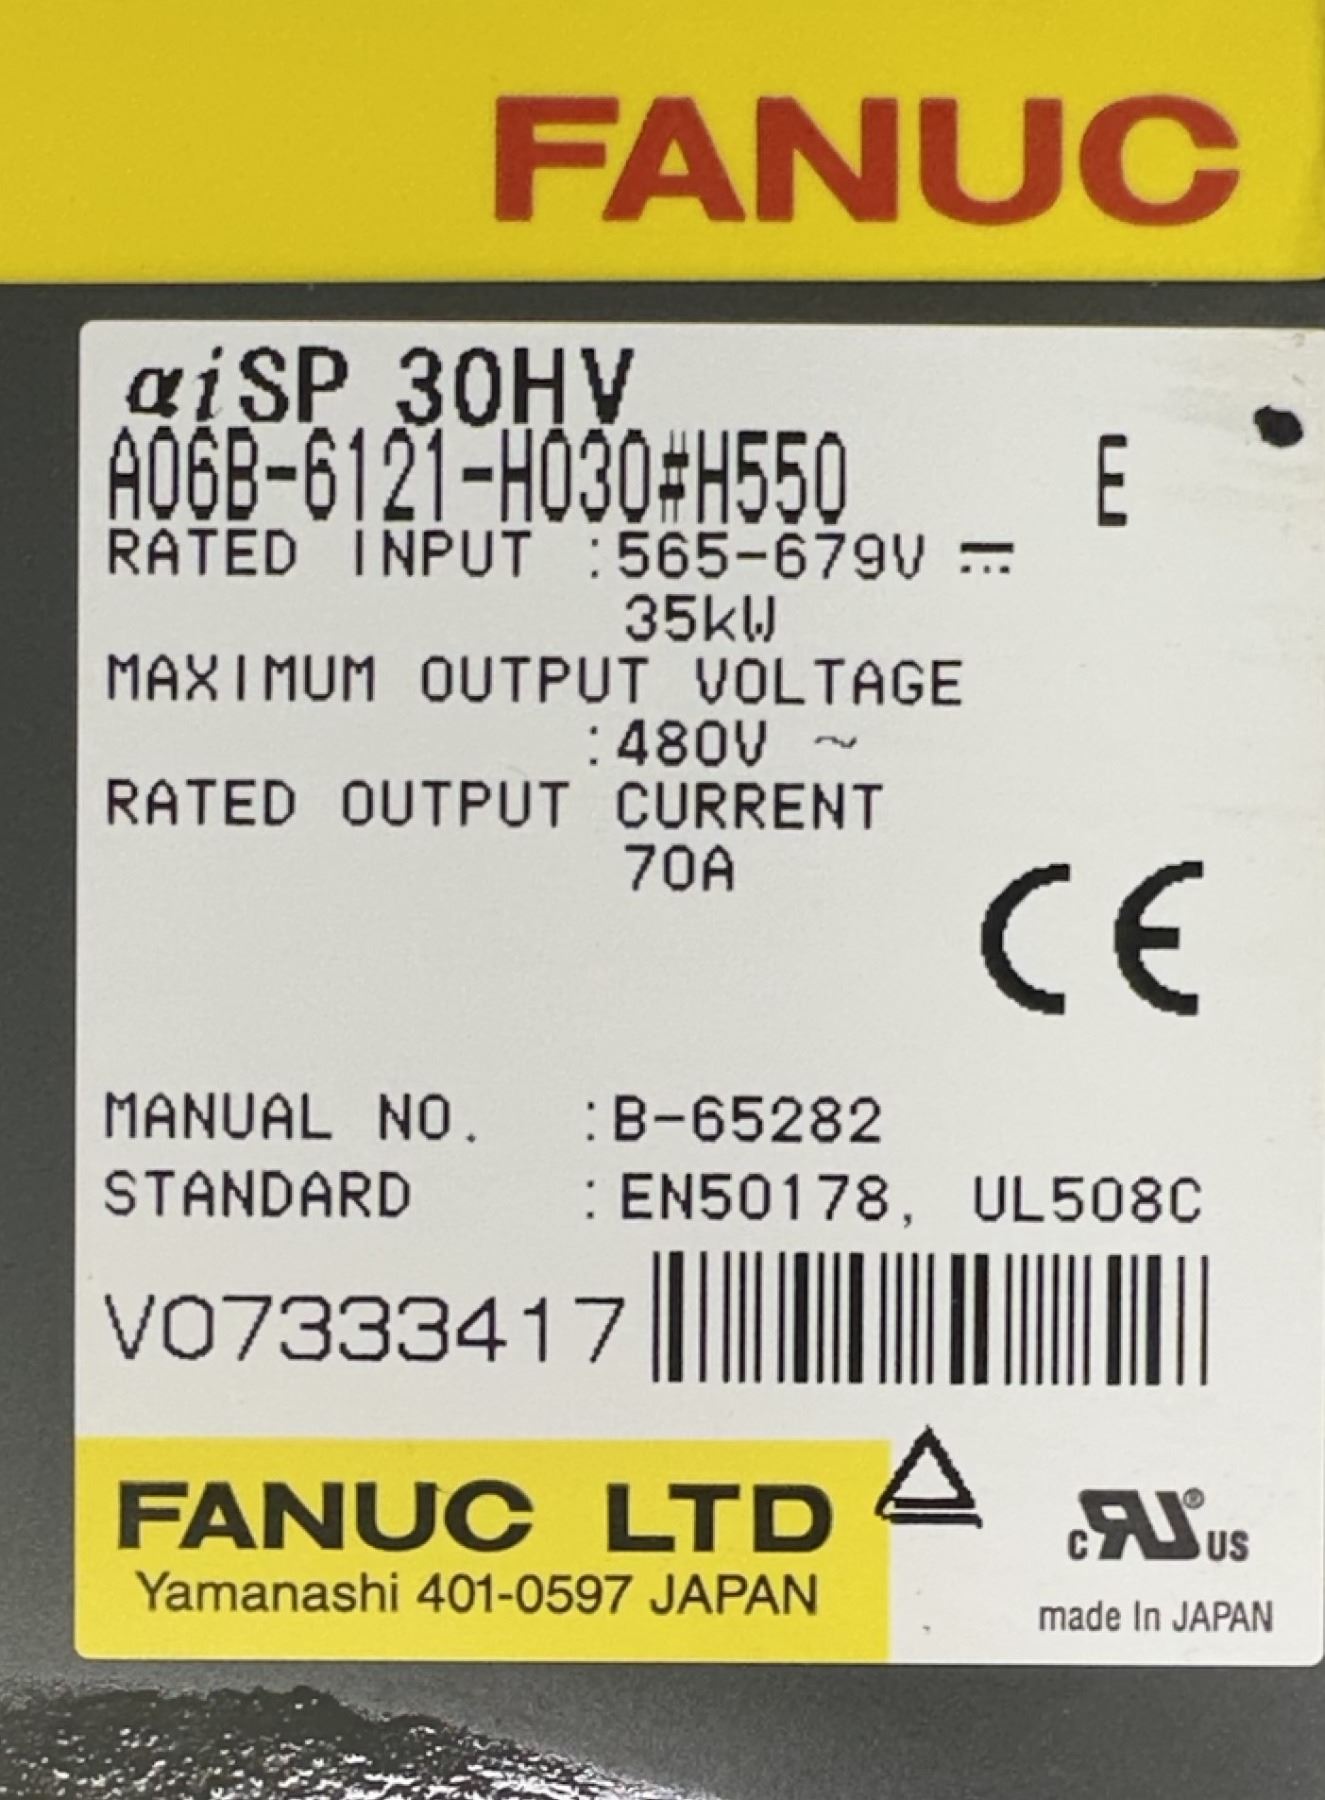 FANUC
αiSP 30HV
A06B-6121-H030#H550 E
RATED INPUT :565-679V ⎓
35kW
MAXIMUM OUTPUT VOLTAGE
:480V ~
RATED OUTPUT CURRENT
70A
CE
MANUAL NO. :B-65282
STANDARD :EN50178, UL508C
V07333417
FANUC LTD
Yamanashi 401-0597 JAPAN
c RU ® US
made In JAPAN